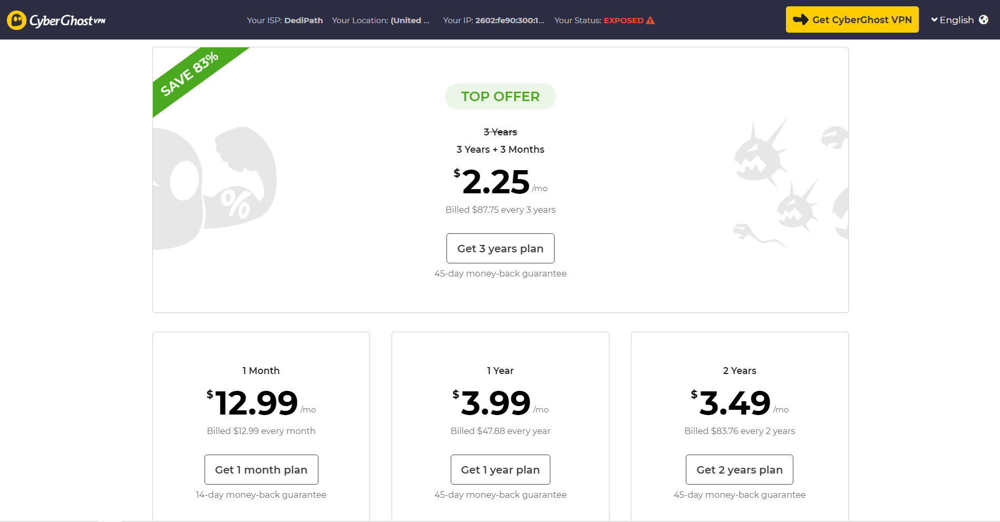 CyberGhost VPN
Your ISP: DediPath Your Location: (United ... Your IP: 2602:fe90:300:1... Your Status: EXPOSED
Get CyberGhost VPN
English
SAVE 83%
TOP OFFER
3 Years
3 Years + 3 Months
$2.25 /mo
Billed $87.75 every 3 years
Get 3 years plan
45-day money-back guarantee
%
1 Month
$12.99 /mo
Billed $12.99 every month
Get 1 month plan
14-day money-back guarantee
1 Year
$3.99 /mo
Billed $47.88 every year
Get 1 year plan
45-day money-back guarantee
2 Years
$3.49 /mo
Billed $83.76 every 2 years
Get 2 years plan
45-day money-back guarantee